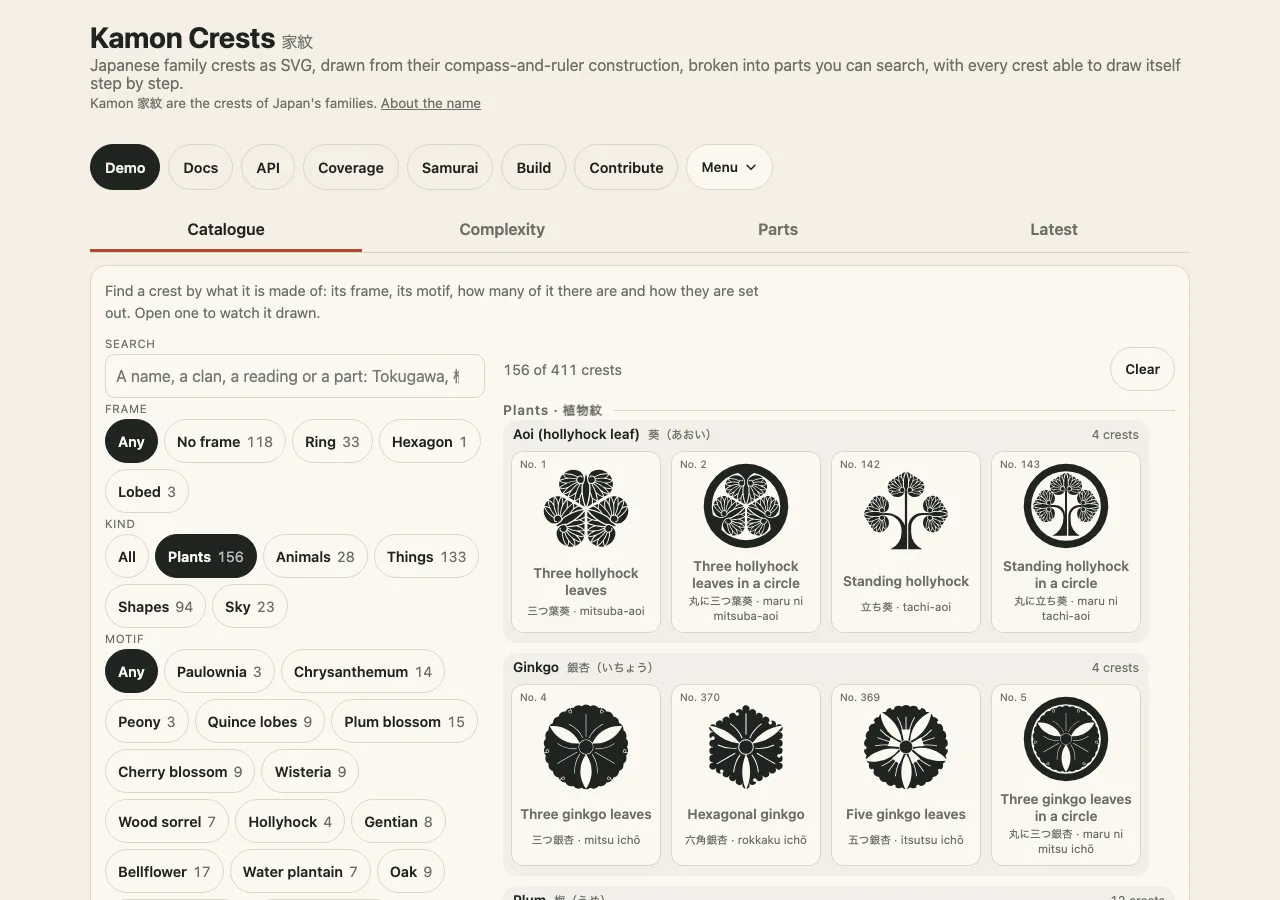 Kamon Crests 家紋
Japanese family crests as SVG, drawn from their compass-and-ruler construction, broken into parts you can search, with every crest able to draw itself
step by step.
Kamon 家紋 are the crests of Japan's families. About the name
Demo
Docs
API
Coverage
Samurai
Build
Contribute
Menu
Catalogue
Complexity
Parts
Latest
Find a crest by what it is made of: its frame, its motif, how many of it there are and how they are set
out. Open one to watch it drawn.
SEARCH
A name, a clan, a reading or a part: Tokugawa,
FRAME
Any
No frame 118
Ring 33
Hexagon 1
Lobed 3
KIND
All
Plants 156
Animals 28
Things 133
Shapes 94
Sky 23
MOTIF
Any
Paulownia 3
Chrysanthemum 14
Peony 3
Quince lobes 9
Plum blossom 15
Cherry blossom 9
Wisteria 9
Wood sorrel 7
Hollyhock 4
Gentian 8
Bellflower 17
Water plantain 7
Oak 9
156 of 411 crests
Clear
Plants · 植物紋
Aoi (hollyhock leaf) 葵（あおい）
4 crests
No. 1
Three hollyhock
leaves
三つ葉葵 · mitsuba-aoi
No. 2
Three hollyhock
leaves in a circle
丸に三つ葉葵 · maru ni
mitsuba-aoi
No. 142
Standing hollyhock
立ち葵 · tachi-aoi
No. 143
Standing hollyhock
in a circle
丸に立ち葵 · maru ni
tachi-aoi
Ginkgo 銀杏（いちょう）
4 crests
No. 4
Three ginkgo leaves
三つ銀杏 · mitsu ichō
No. 370
Hexagonal ginkgo
六角銀杏 · rokkaku ichō
No. 369
Five ginkgo leaves
五つ銀杏 · itsutsu ichō
No. 5
Three ginkgo leaves
in a circle
丸に三つ銀杏 · maru ni
mitsu ichō
Plum 梅（うめ）